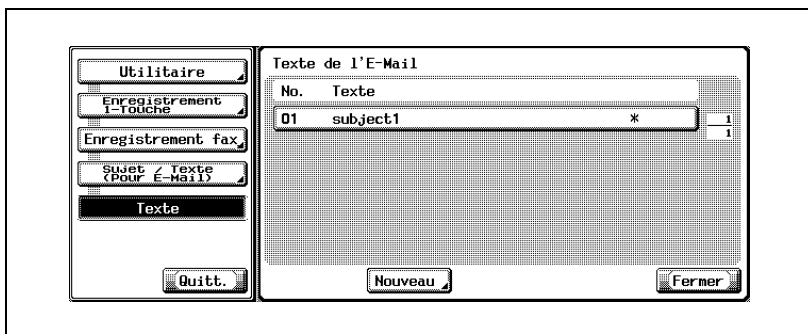 Utilitaire
Enregistrement
1-Touche
Enregistrement fax
Sujet / Texte
(Pour E-Mail)
Texte
Quitt.
Texte de l'E-Mail
No. Texte
01 subject1 *
1
1
Nouveau
Fermer